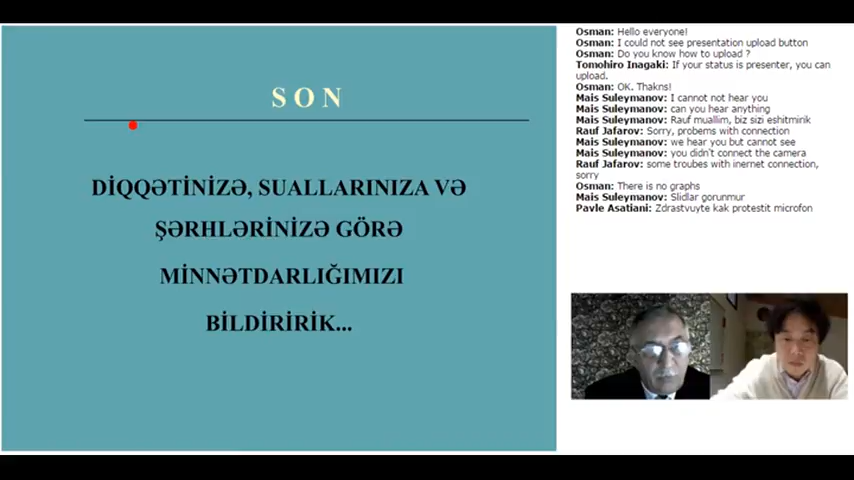 S O N
DİQQƏTİNİZƏ, SUALLARINIZA VƏ
ŞƏRHLƏRİNİZƏ GÖRƏ
MİNNƏTDARLIĞIMIZI
BİLDİRİRİK...
Osman: Hello everyone!
Osman: I could not see presentation upload button
Osman: Do you know how to upload ?
Tomohiro Inagaki: If your status is presenter, you can
upload.
Osman: OK. Thakns!
Mais Suleymanov: I cannot not hear you
Mais Suleymanov: can you hear anything
Mais Suleymanov: Rauf muallim, biz sizi eshitmirik
Rauf Jafarov: Sorry, probems with connection
Mais Suleymanov: we hear you but cannot see
Mais Suleymanov: you didn't connect the camera
Rauf Jafarov: some troubes with inernet connection,
sorry
Osman: There is no graphs
Mais Suleymanov: Slidlar gorunmur
Pavle Asatiani: Zdrastvuyte kak protestit microfon